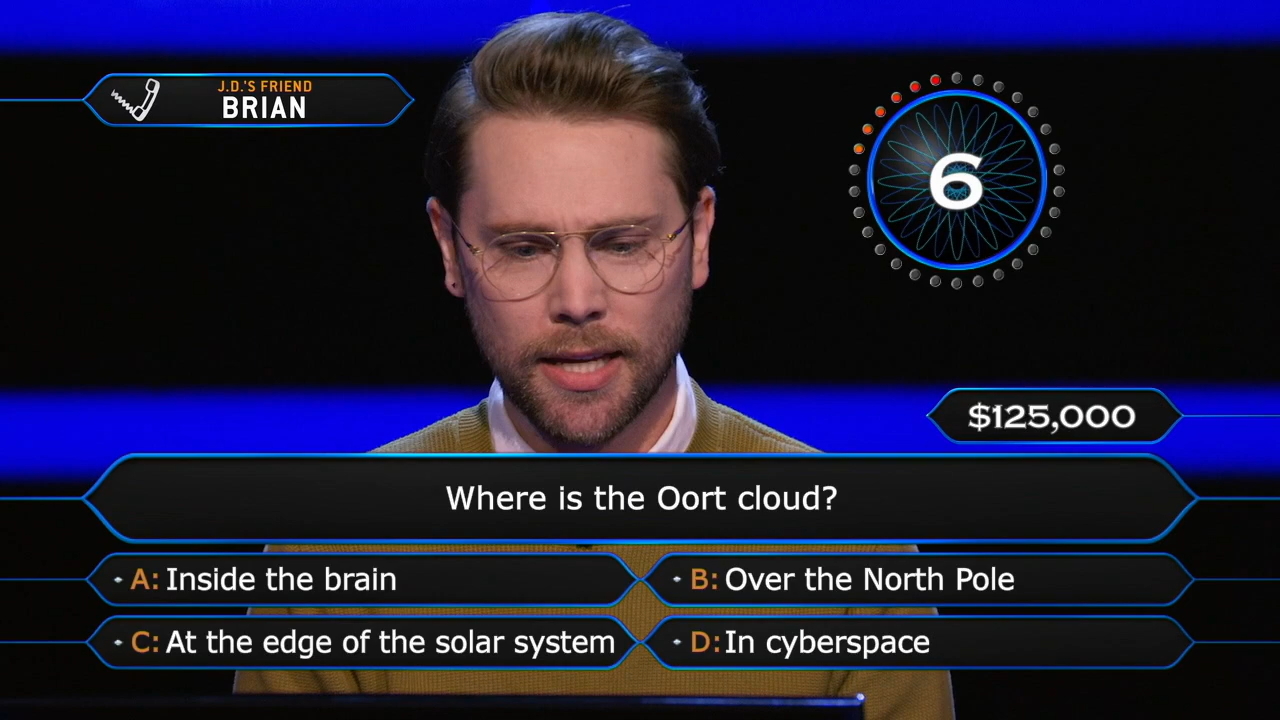 J.D.'S FRIEND
BRIAN
6
$125,000
Where is the Oort cloud?
A: Inside the brain
B: Over the North Pole
C: At the edge of the solar system
D: In cyberspace